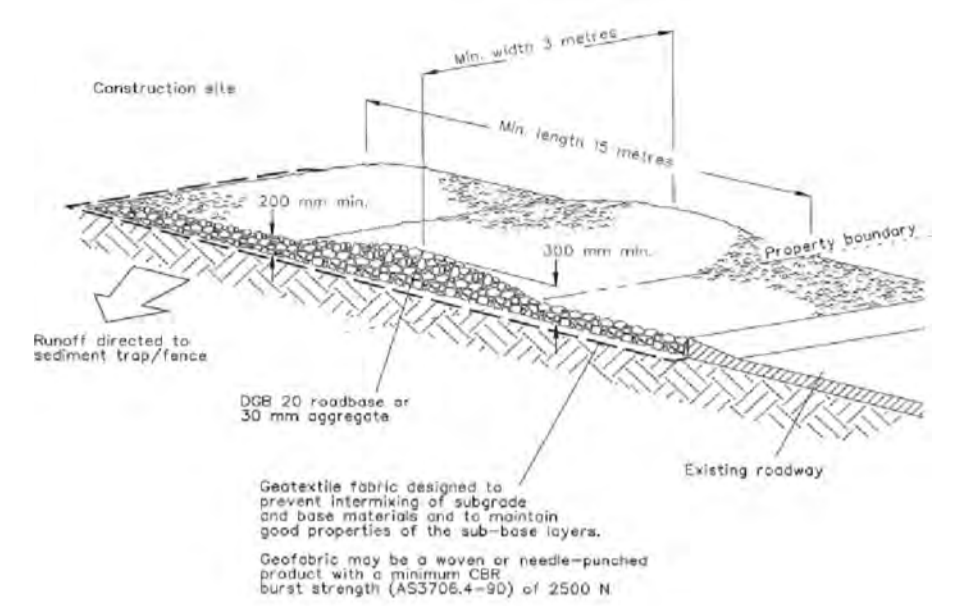 Min. width 3 metres
Construction site
Min. length 15 metres
200 mm min.
300 mm min.
Property boundary
Runoff directed to
sediment trap/fence
DGB 20 roadbase or
30 mm aggregate
Existing roadway
Geotextile fabric designed to
prevent intermixing of subgrade
and base materials and to maintain
good properties of the sub-base layers.
Geofabric may be a woven or needle-punched
product with a minimum CBR
burst strength (AS3706.4-90) of 2500 N